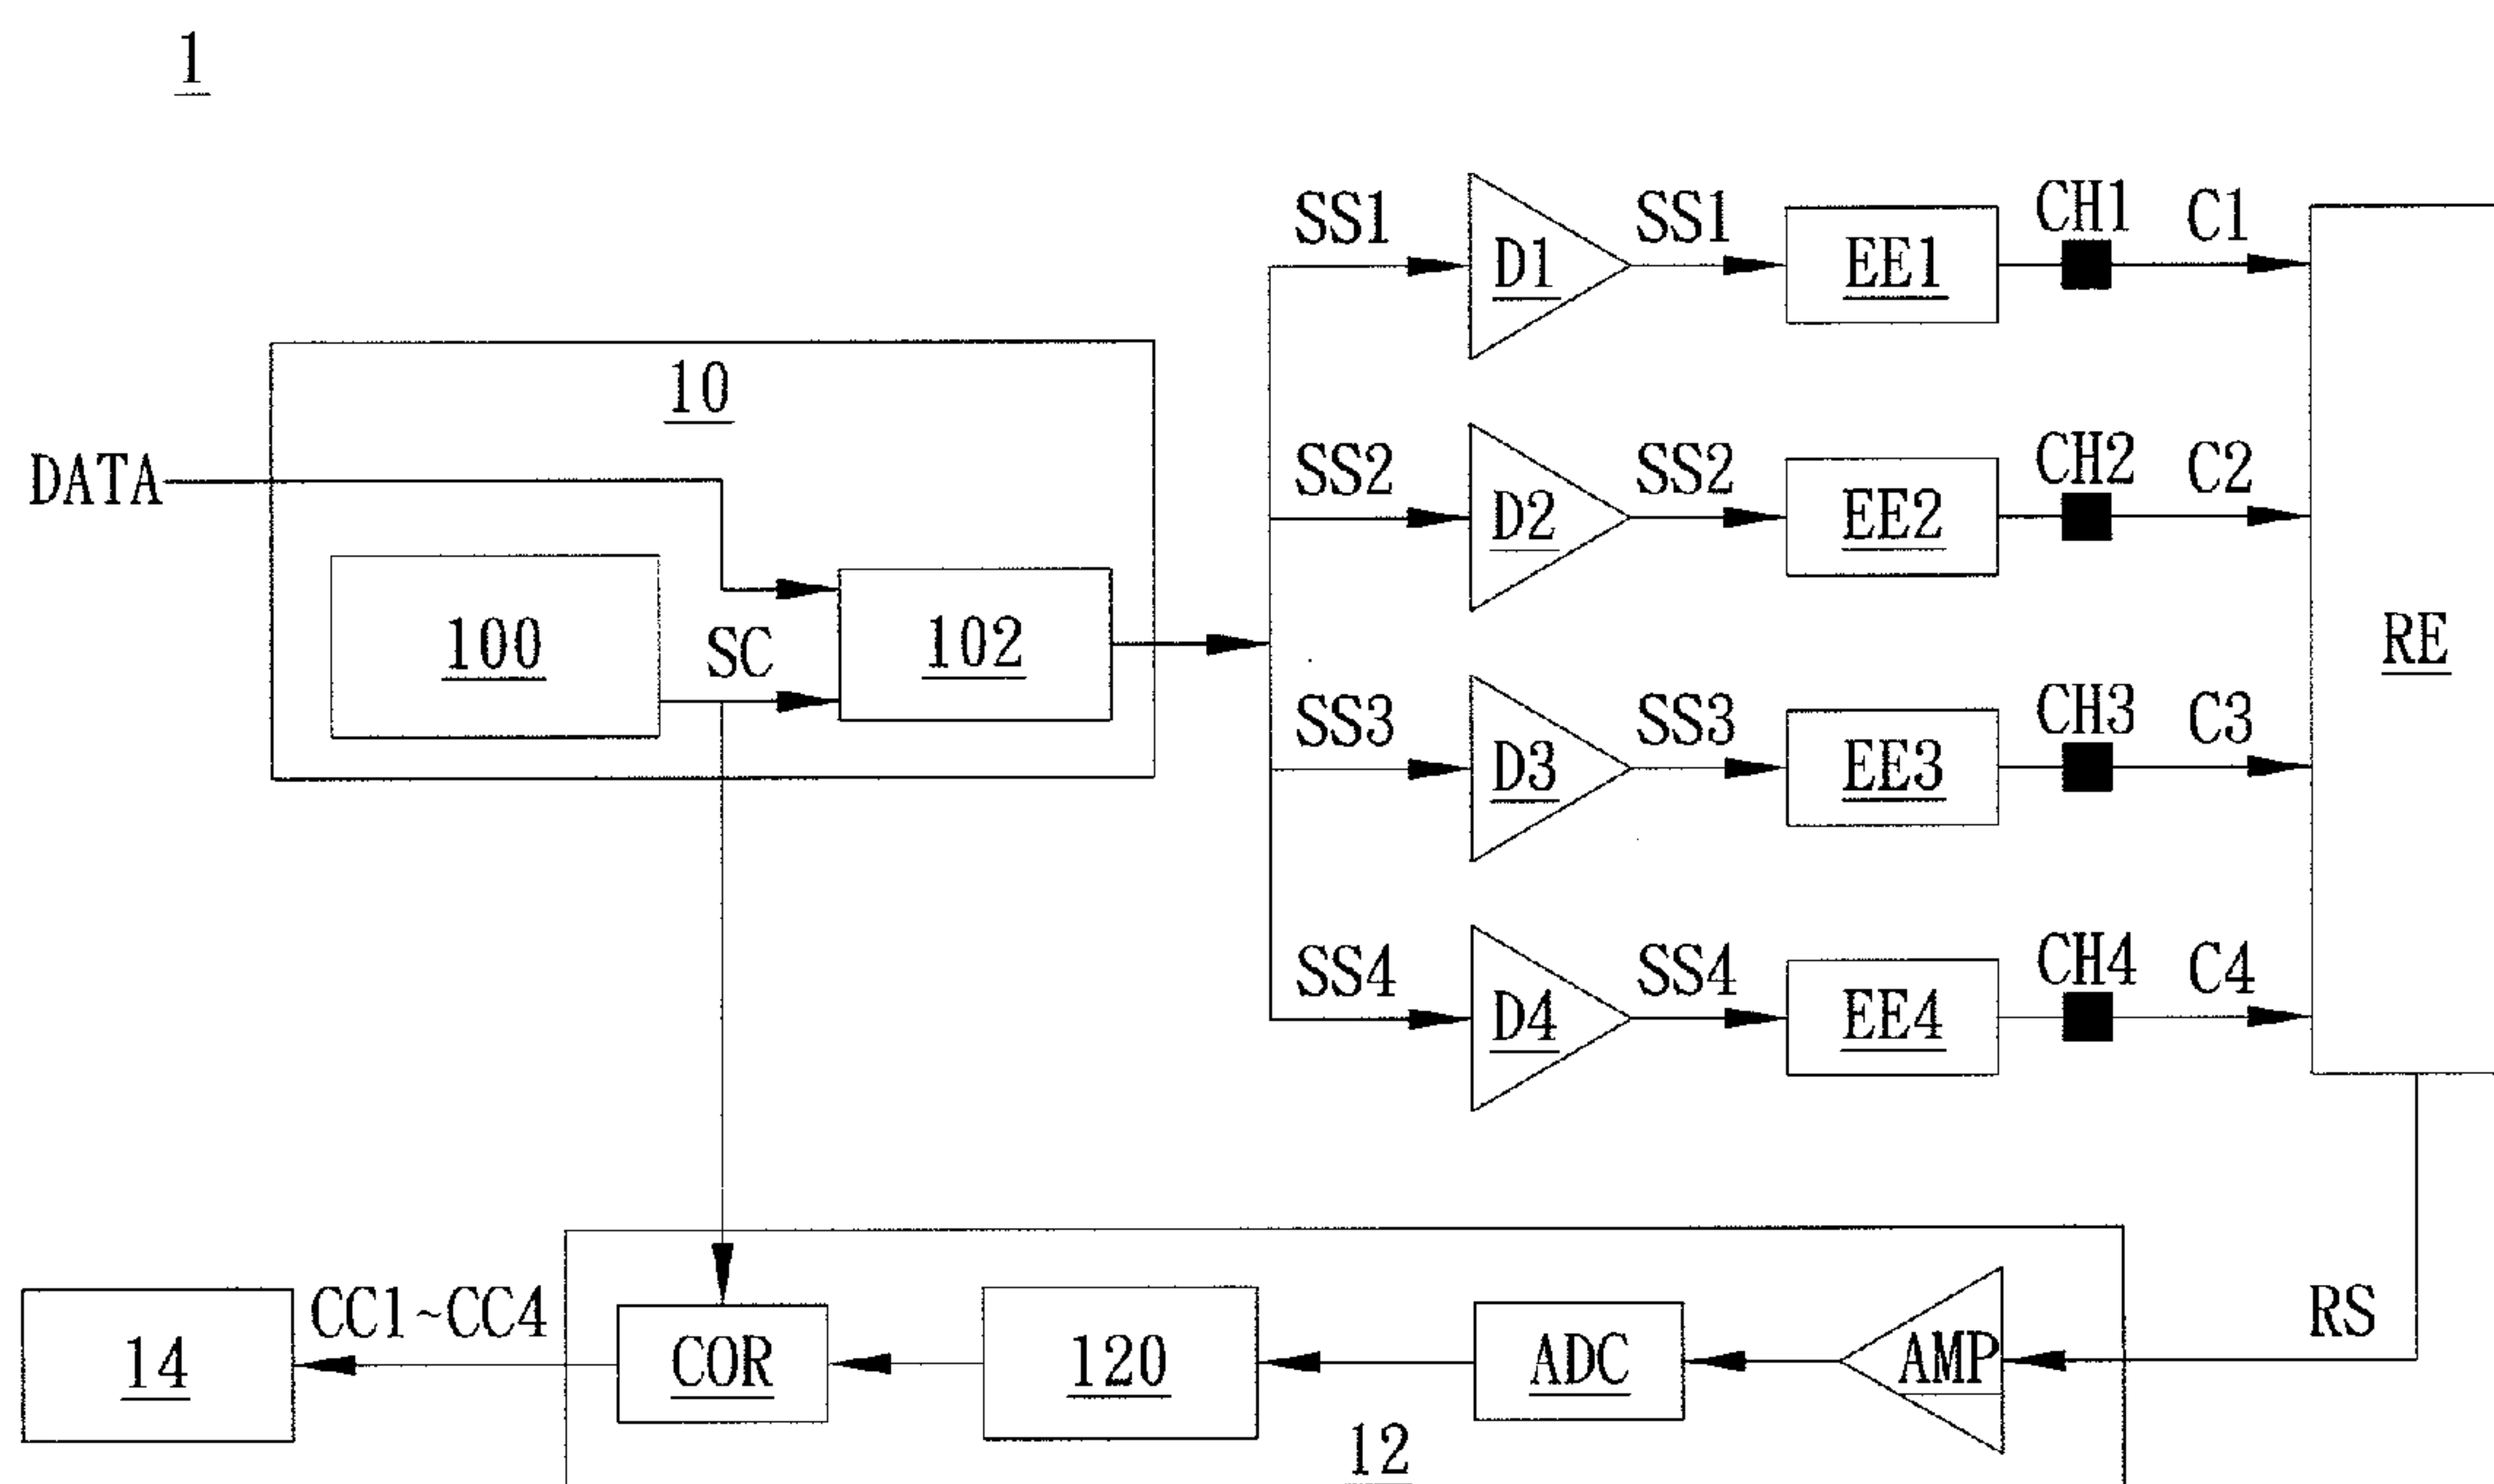 1
SS1
D1
SS1
EE1
CH1
C1
10
DATA
SS2
D2
SS2
EE2
CH2
C2
100
SC
102
RE
SS3
D3
SS3
EE3
CH3
C3
SS4
D4
SS4
EE4
CH4
C4
14
CC1~CC4
COR
120
ADC
AMP
RS
12